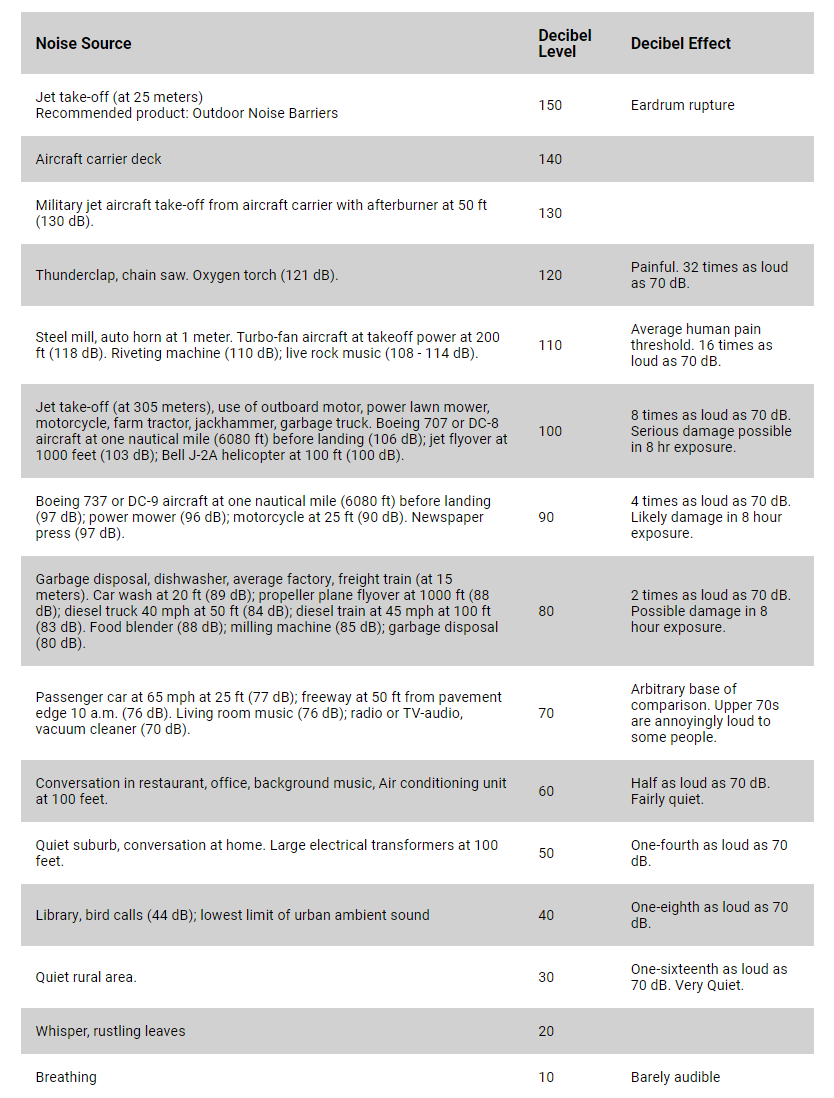 Noise Source
Decibel
Level
Decibel Effect
Jet take-off (at 25 meters)
Recommended product: Outdoor Noise Barriers
150
Eardrum rupture
Aircraft carrier deck
140
Military jet aircraft take-off from aircraft carrier with afterburner at 50 ft
(130 dB).
130
Thunderclap, chain saw. Oxygen torch (121 dB).
120
Painful. 32 times as loud
as 70 dB.
Steel mill, auto horn at 1 meter. Turbo-fan aircraft at takeoff power at 200
ft (118 dB). Riveting machine (110 dB); live rock music (108 - 114 dB).
110
Average human pain
threshold. 16 times as
loud as 70 dB.
Jet take-off (at 305 meters), use of outboard motor, power lawn mower,
motorcycle, farm tractor, jackhammer, garbage truck. Boeing 707 or DC-8
aircraft at one nautical mile (6080 ft) before landing (106 dB); jet flyover at
1000 feet (103 dB); Bell J-2A helicopter at 100 ft (100 dB).
100
8 times as loud as 70 dB.
Serious damage possible
in 8 hr exposure.
Boeing 737 or DC-9 aircraft at one nautical mile (6080 ft) before landing
(97 dB); power mower (96 dB); motorcycle at 25 ft (90 dB). Newspaper
press (97 dB).
90
4 times as loud as 70 dB.
Likely damage in 8 hour
exposure.
Garbage disposal, dishwasher, average factory, freight train (at 15
meters). Car wash at 20 ft (89 dB); propeller plane flyover at 1000 ft (88
dB); diesel truck 40 mph at 50 ft (84 dB); diesel train at 45 mph at 100 ft
(83 dB). Food blender (88 dB); milling machine (85 dB); garbage disposal
(80 dB).
80
2 times as loud as 70 dB.
Possible damage in 8
hour exposure.
Passenger car at 65 mph at 25 ft (77 dB); freeway at 50 ft from pavement
edge 10 a.m. (76 dB). Living room music (76 dB); radio or TV-audio,
vacuum cleaner (70 dB).
70
Arbitrary base of
comparison. Upper 70s
are annoyingly loud to
some people.
Conversation in restaurant, office, background music, Air conditioning unit
at 100 feet.
60
Half as loud as 70 dB.
Fairly quiet.
Quiet suburb, conversation at home. Large electrical transformers at 100
feet.
50
One-fourth as loud as 70
dB.
Library, bird calls (44 dB); lowest limit of urban ambient sound
40
One-eighth as loud as 70
dB.
Quiet rural area.
30
One-sixteenth as loud as
70 dB. Very Quiet.
Whisper, rustling leaves
20
Breathing
10
Barely audible